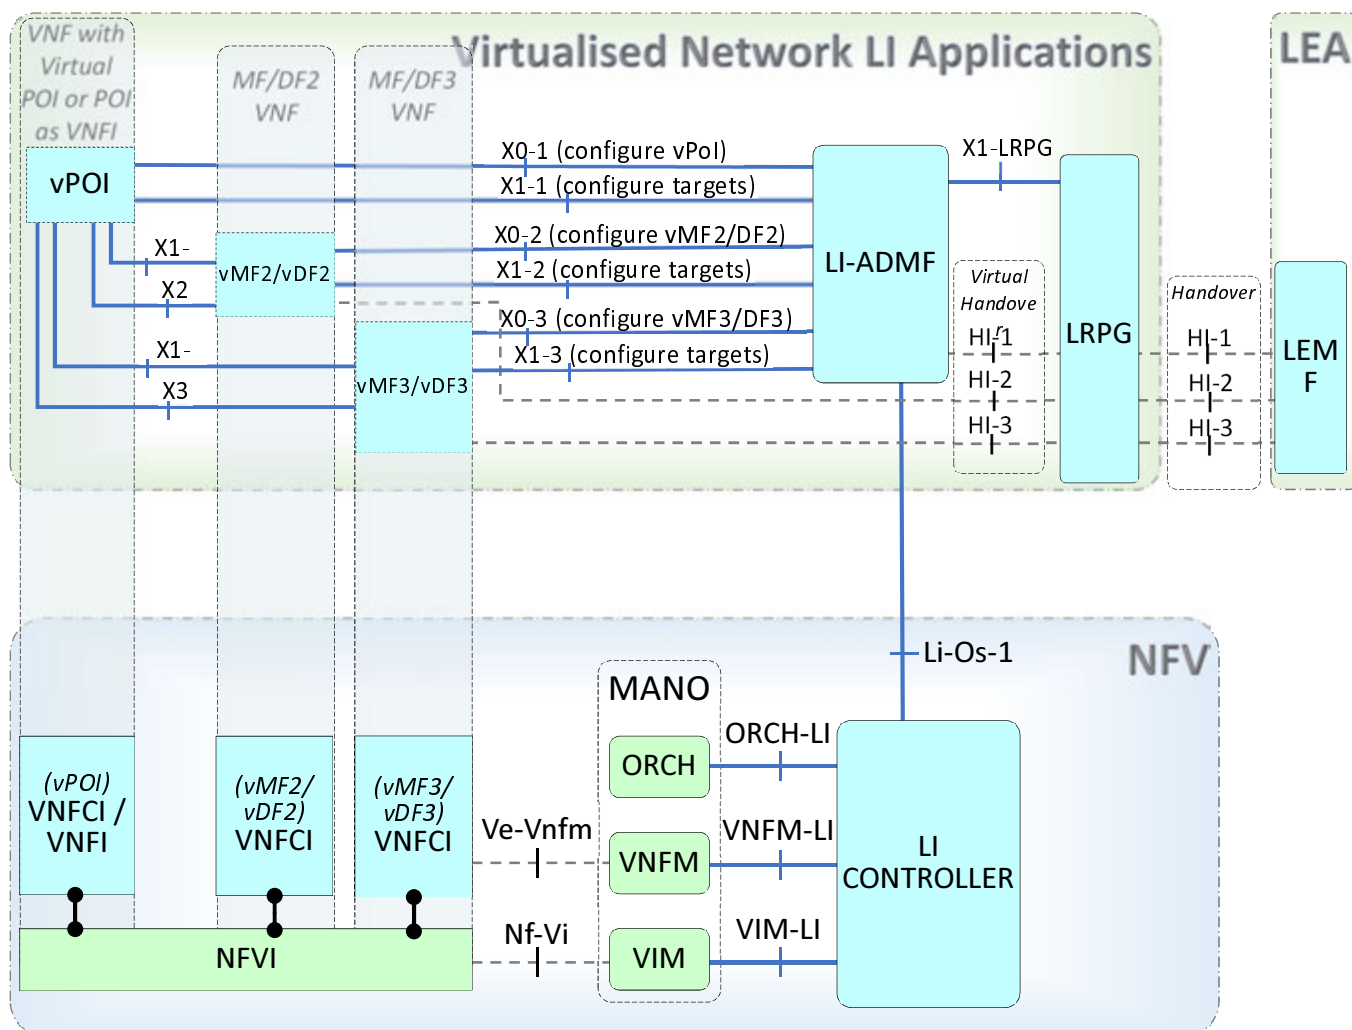 VNF with
Virtual
POI or POI
as VNFI
MF/DF2
VNF
MF/DF3
VNF
Virtualised Network LI Applications
LEA
vPOI
X0-1 (configure vPoI)
X1-1 (configure targets)
X1-LRPG
X1-
X2
vMF2/vDF2
X0-2 (configure vMF2/DF2)
X1-2 (configure targets)
LI-ADMF
X1-
X3
vMF3/vDF3
X0-3 (configure vMF3/DF3)
X1-3 (configure targets)
Virtual
Handove
r
HI-1
HI-2
HI-3
LRPG
Handover
HI-1
HI-2
HI-3
LEM
F
Li-Os-1
NFV
MANO
ORCH
ORCH-LI
(vPOI)
VNFCI /
VNFI
(vMF2/
vDF2)
VNFCI
(vMF3/
vDF3)
VNFCI
Ve-Vnfm
VNFM
VNFM-LI
LI
CONTROLLER
NFVI
Nf-Vi
VIM
VIM-LI